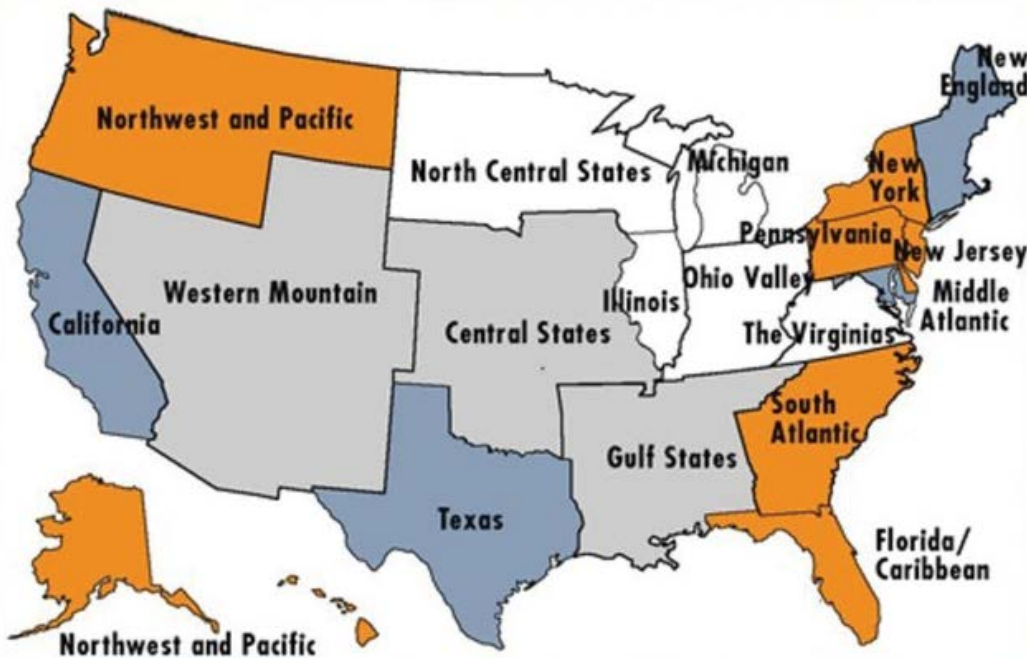 New
England
Northwest and Pacific
North Central States
Michigan
New
York
Pennsylvania
New Jersey
Western Mountain
Illinois
Ohio Valley
Middle
Atlantic
California
Central States
The Virginias
South
Atlantic
Gulf States
Texas
Florida/
Caribbean
Northwest and Pacific